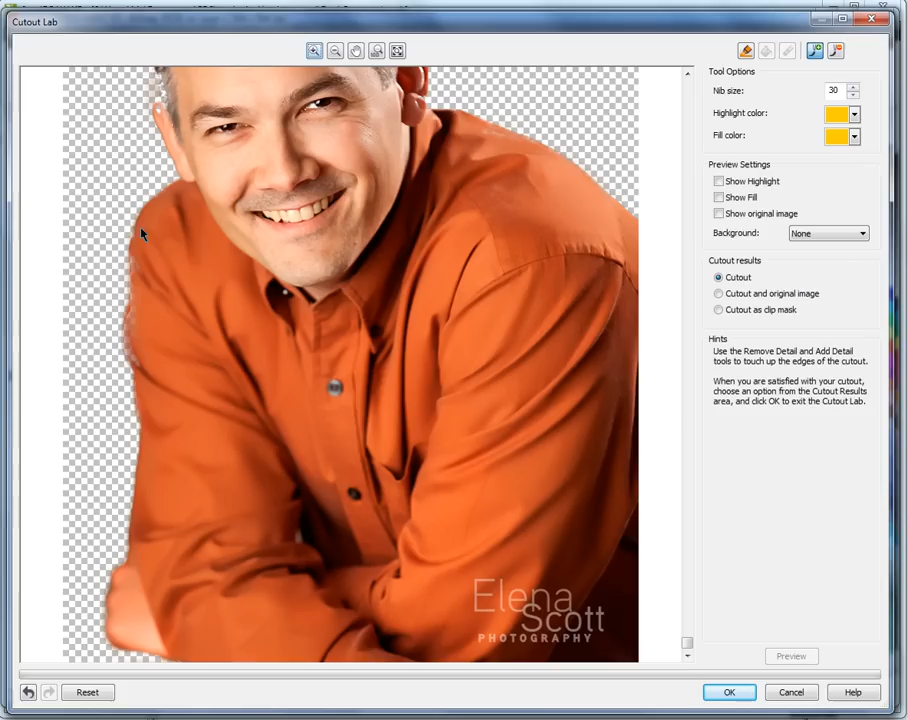 Cutout Lab
Tool Options
Nib size:
30
Highlight color:
Fill color:
Preview Settings
Show Highlight
Show Fill
Show original image
Background:
None
Cutout results
Cutout
Cutout and original image
Cutout as clip mask
Hints
Use the Remove Detail and Add Detail
tools to touch up the edges of the cutout.
When you are satisfied with your cutout,
choose an option from the Cutout Results
area, and click OK to exit the Cutout Lab.
Elena
Scott
PHOTOGRAPHY
Preview
Reset
OK
Cancel
Help